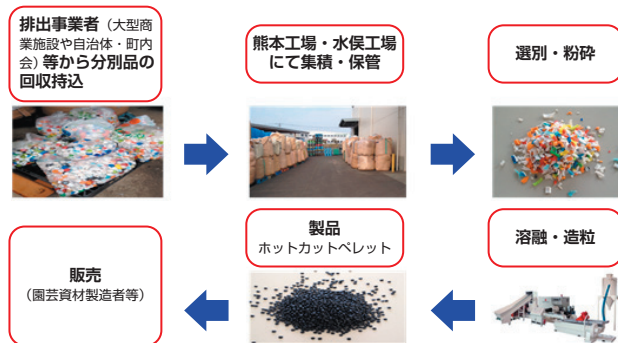 排出事業者（大型商
業施設や自治体・町内
会）等から分別品の
回収持込
熊本工場・水俣工場
にて集積・保管
選別・粉砕
溶融・造粒
製品
ホットカットペレット
販売
（園芸資材製造者等）